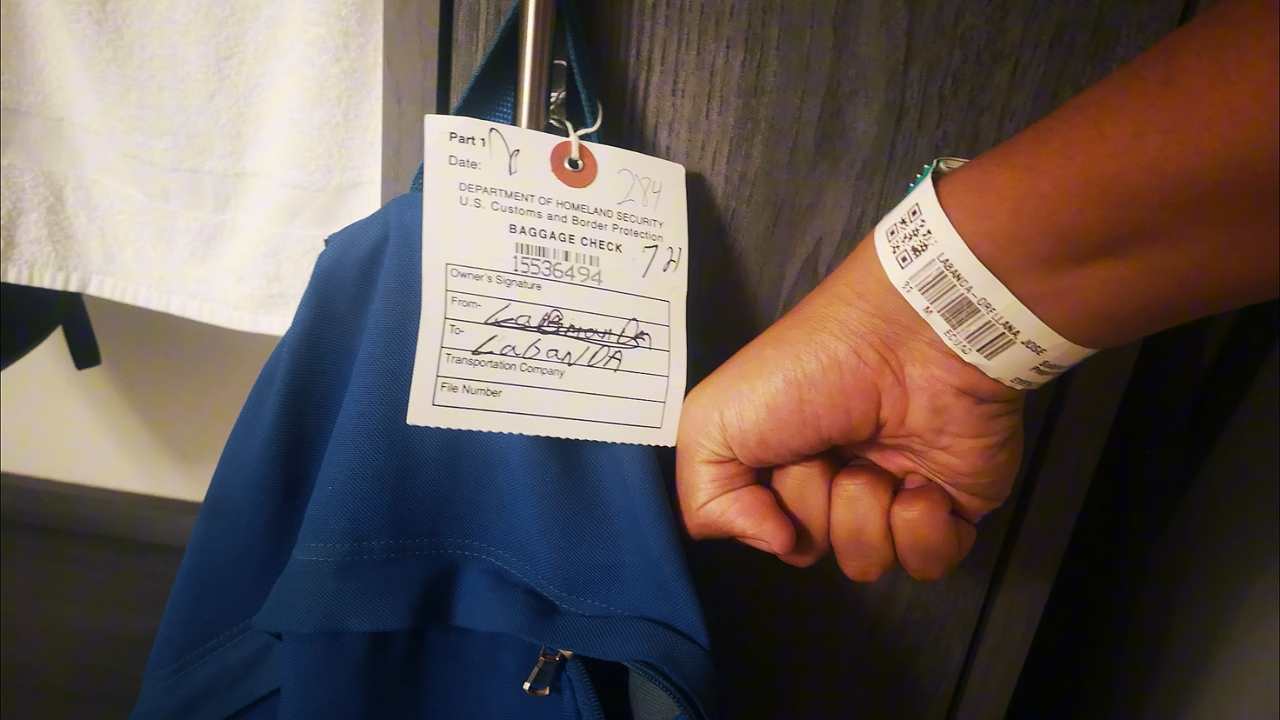 Part 1
Date:
284
DEPARTMENT OF HOMELAND SECURITY
U.S. Customs and Border Protection
BAGGAGE CHECK
721
15536494
Owner's Signature
From-
To-
LabanDA
Transportation Company
File Number
LABANCA-ORELLANA, JOSE
31 M